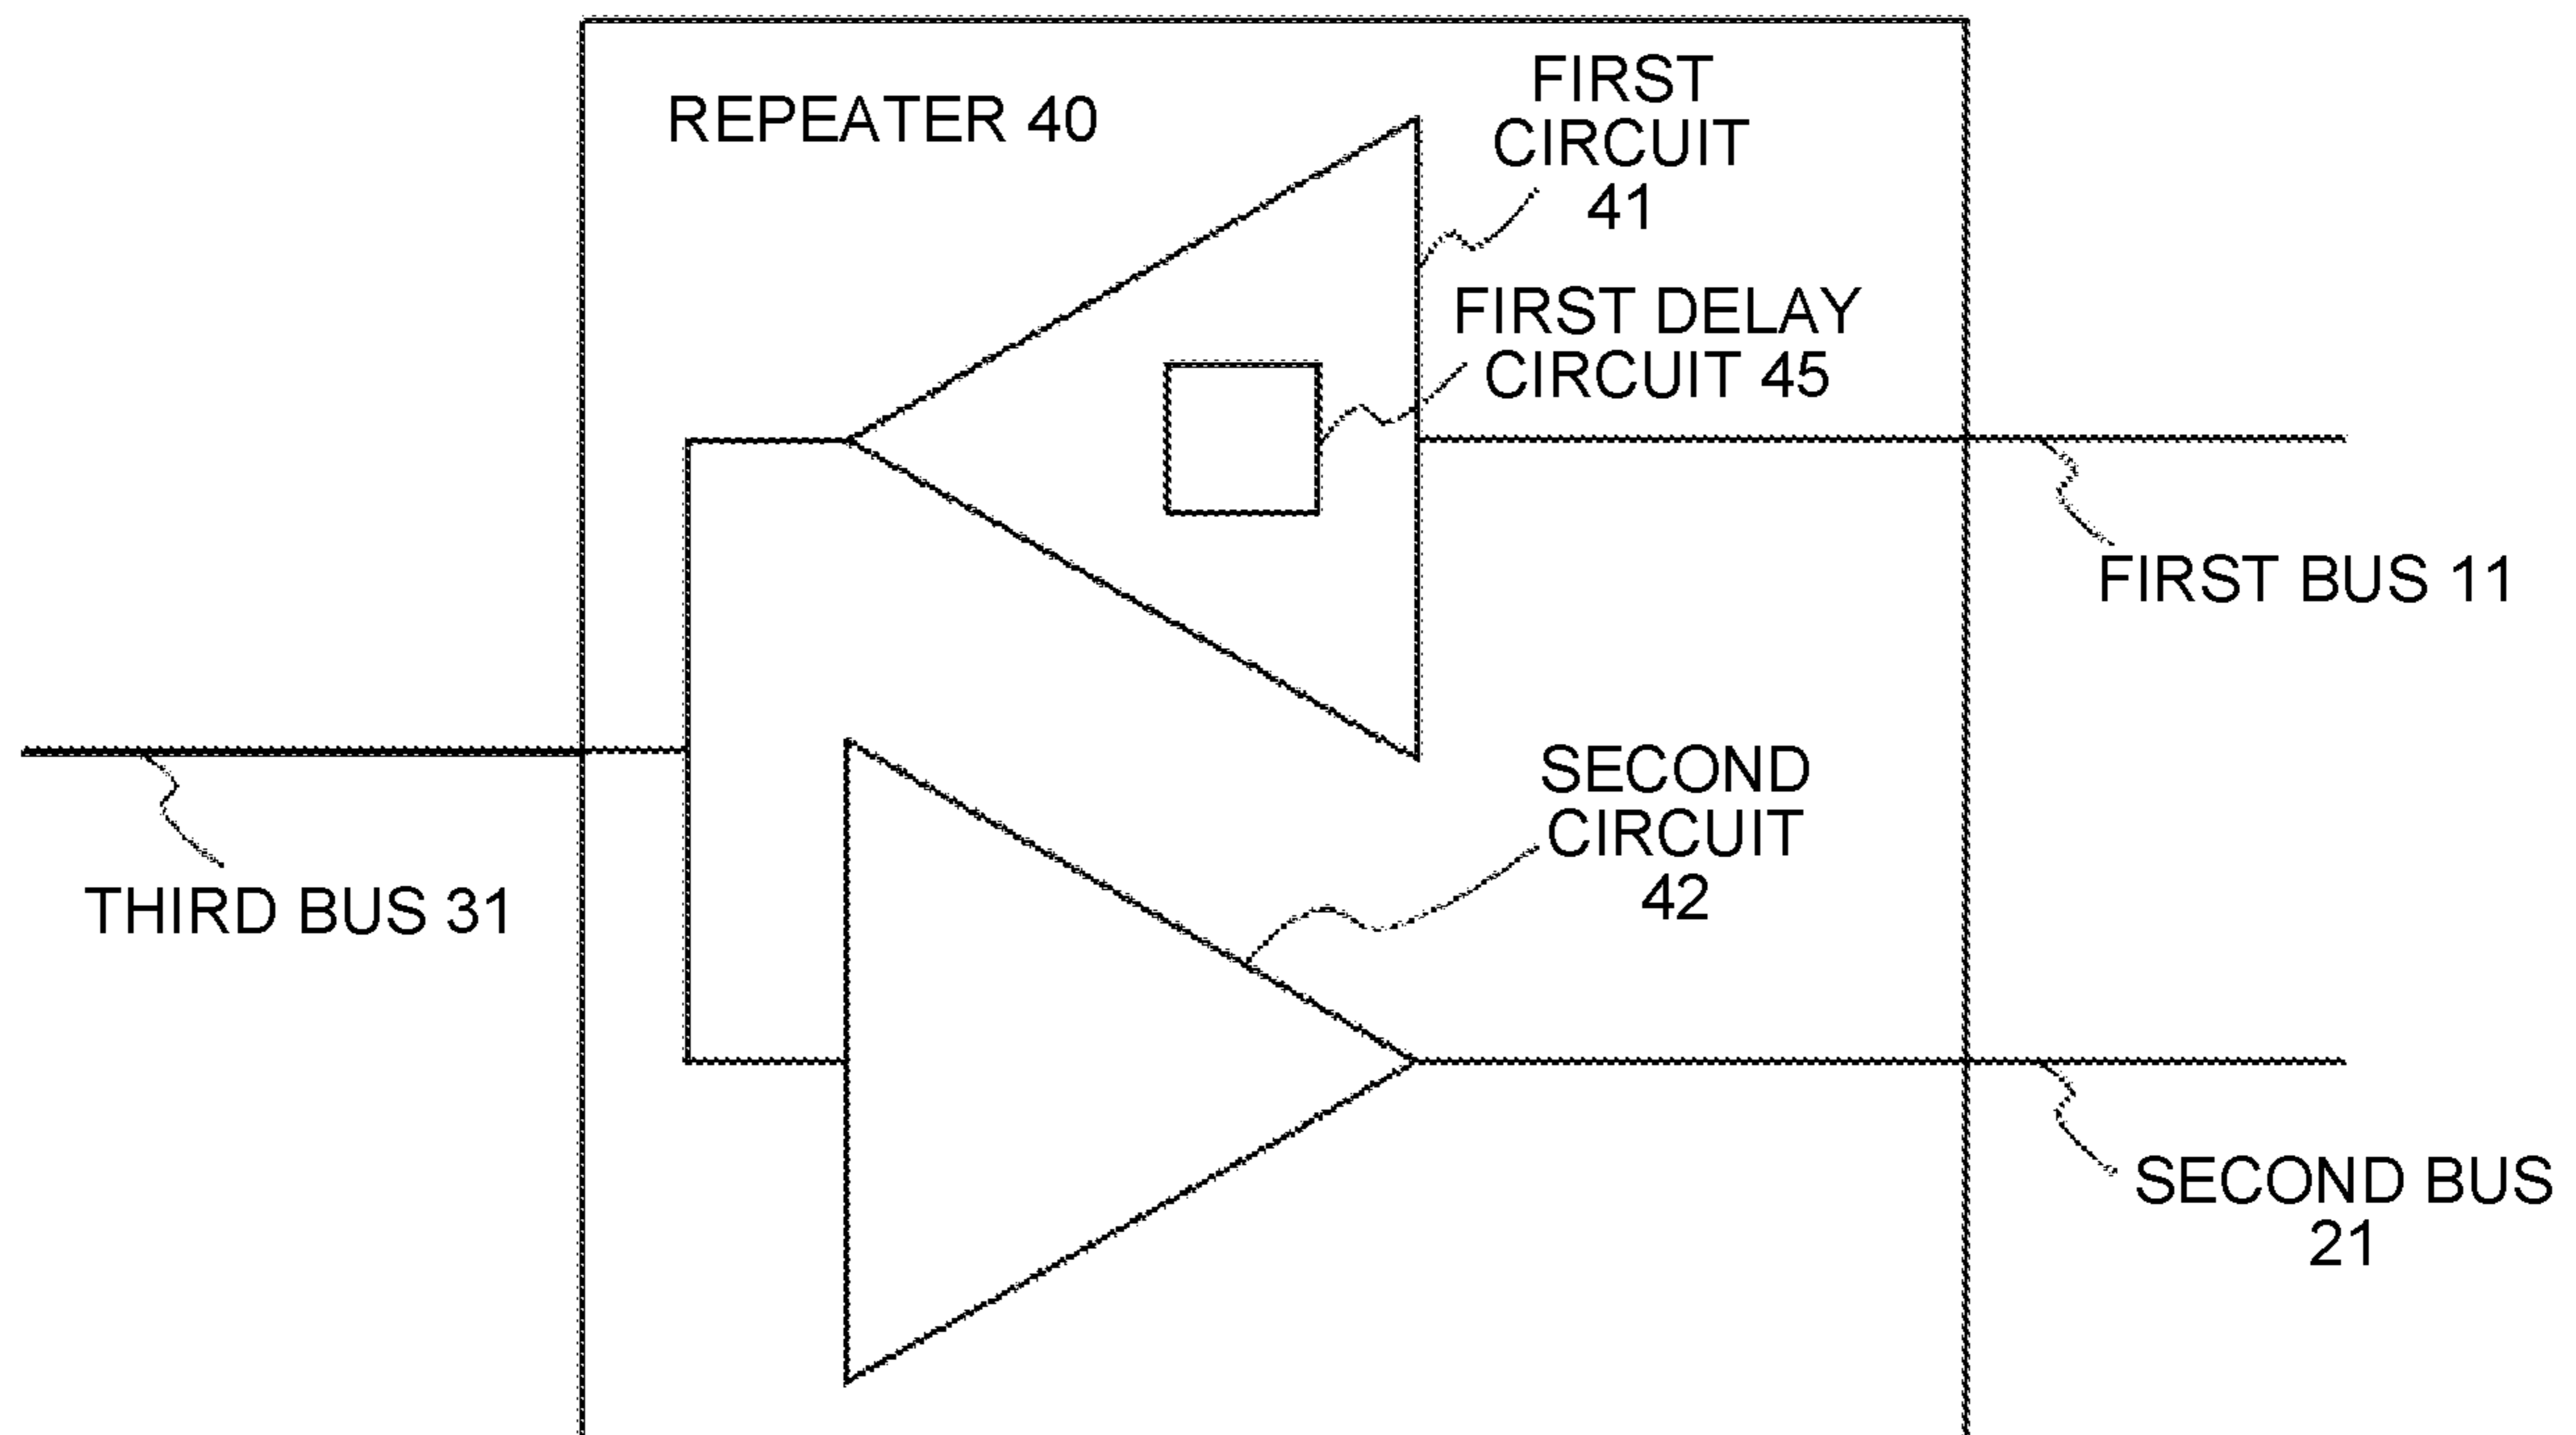 REPEATER 40
FIRST
CIRCUIT
41
FIRST DELAY
CIRCUIT 45
FIRST BUS 11
THIRD BUS 31
SECOND
CIRCUIT
42
SECOND BUS
21